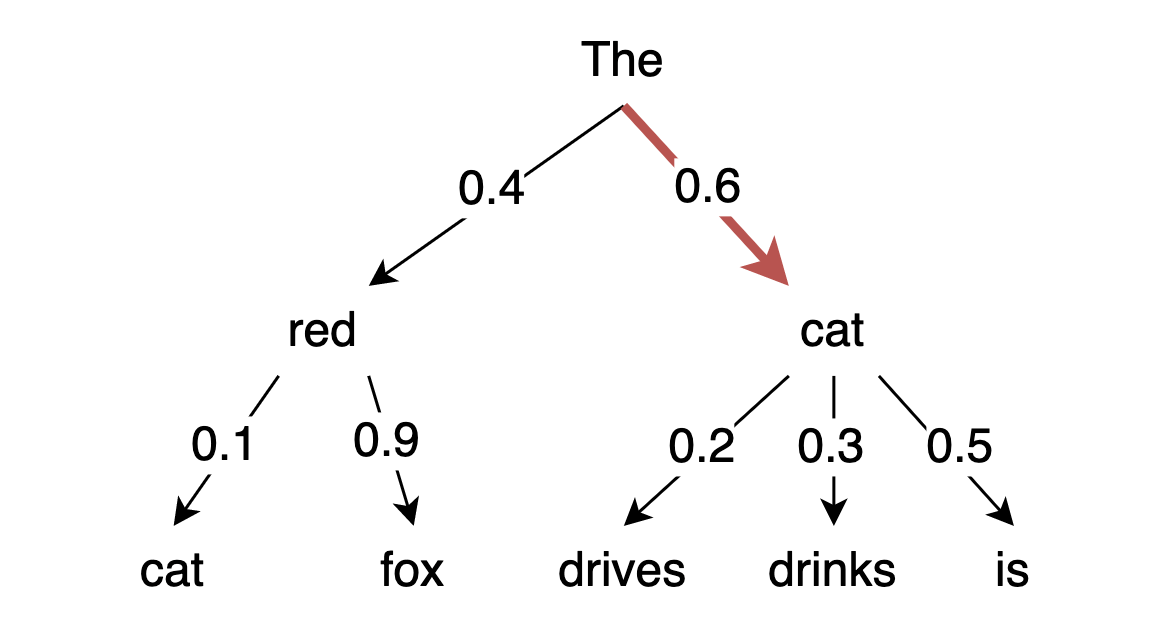 The
0.4 0.6
red cat
0.1 0.9 0.2 0.3 0.5
cat fox drives drinks is